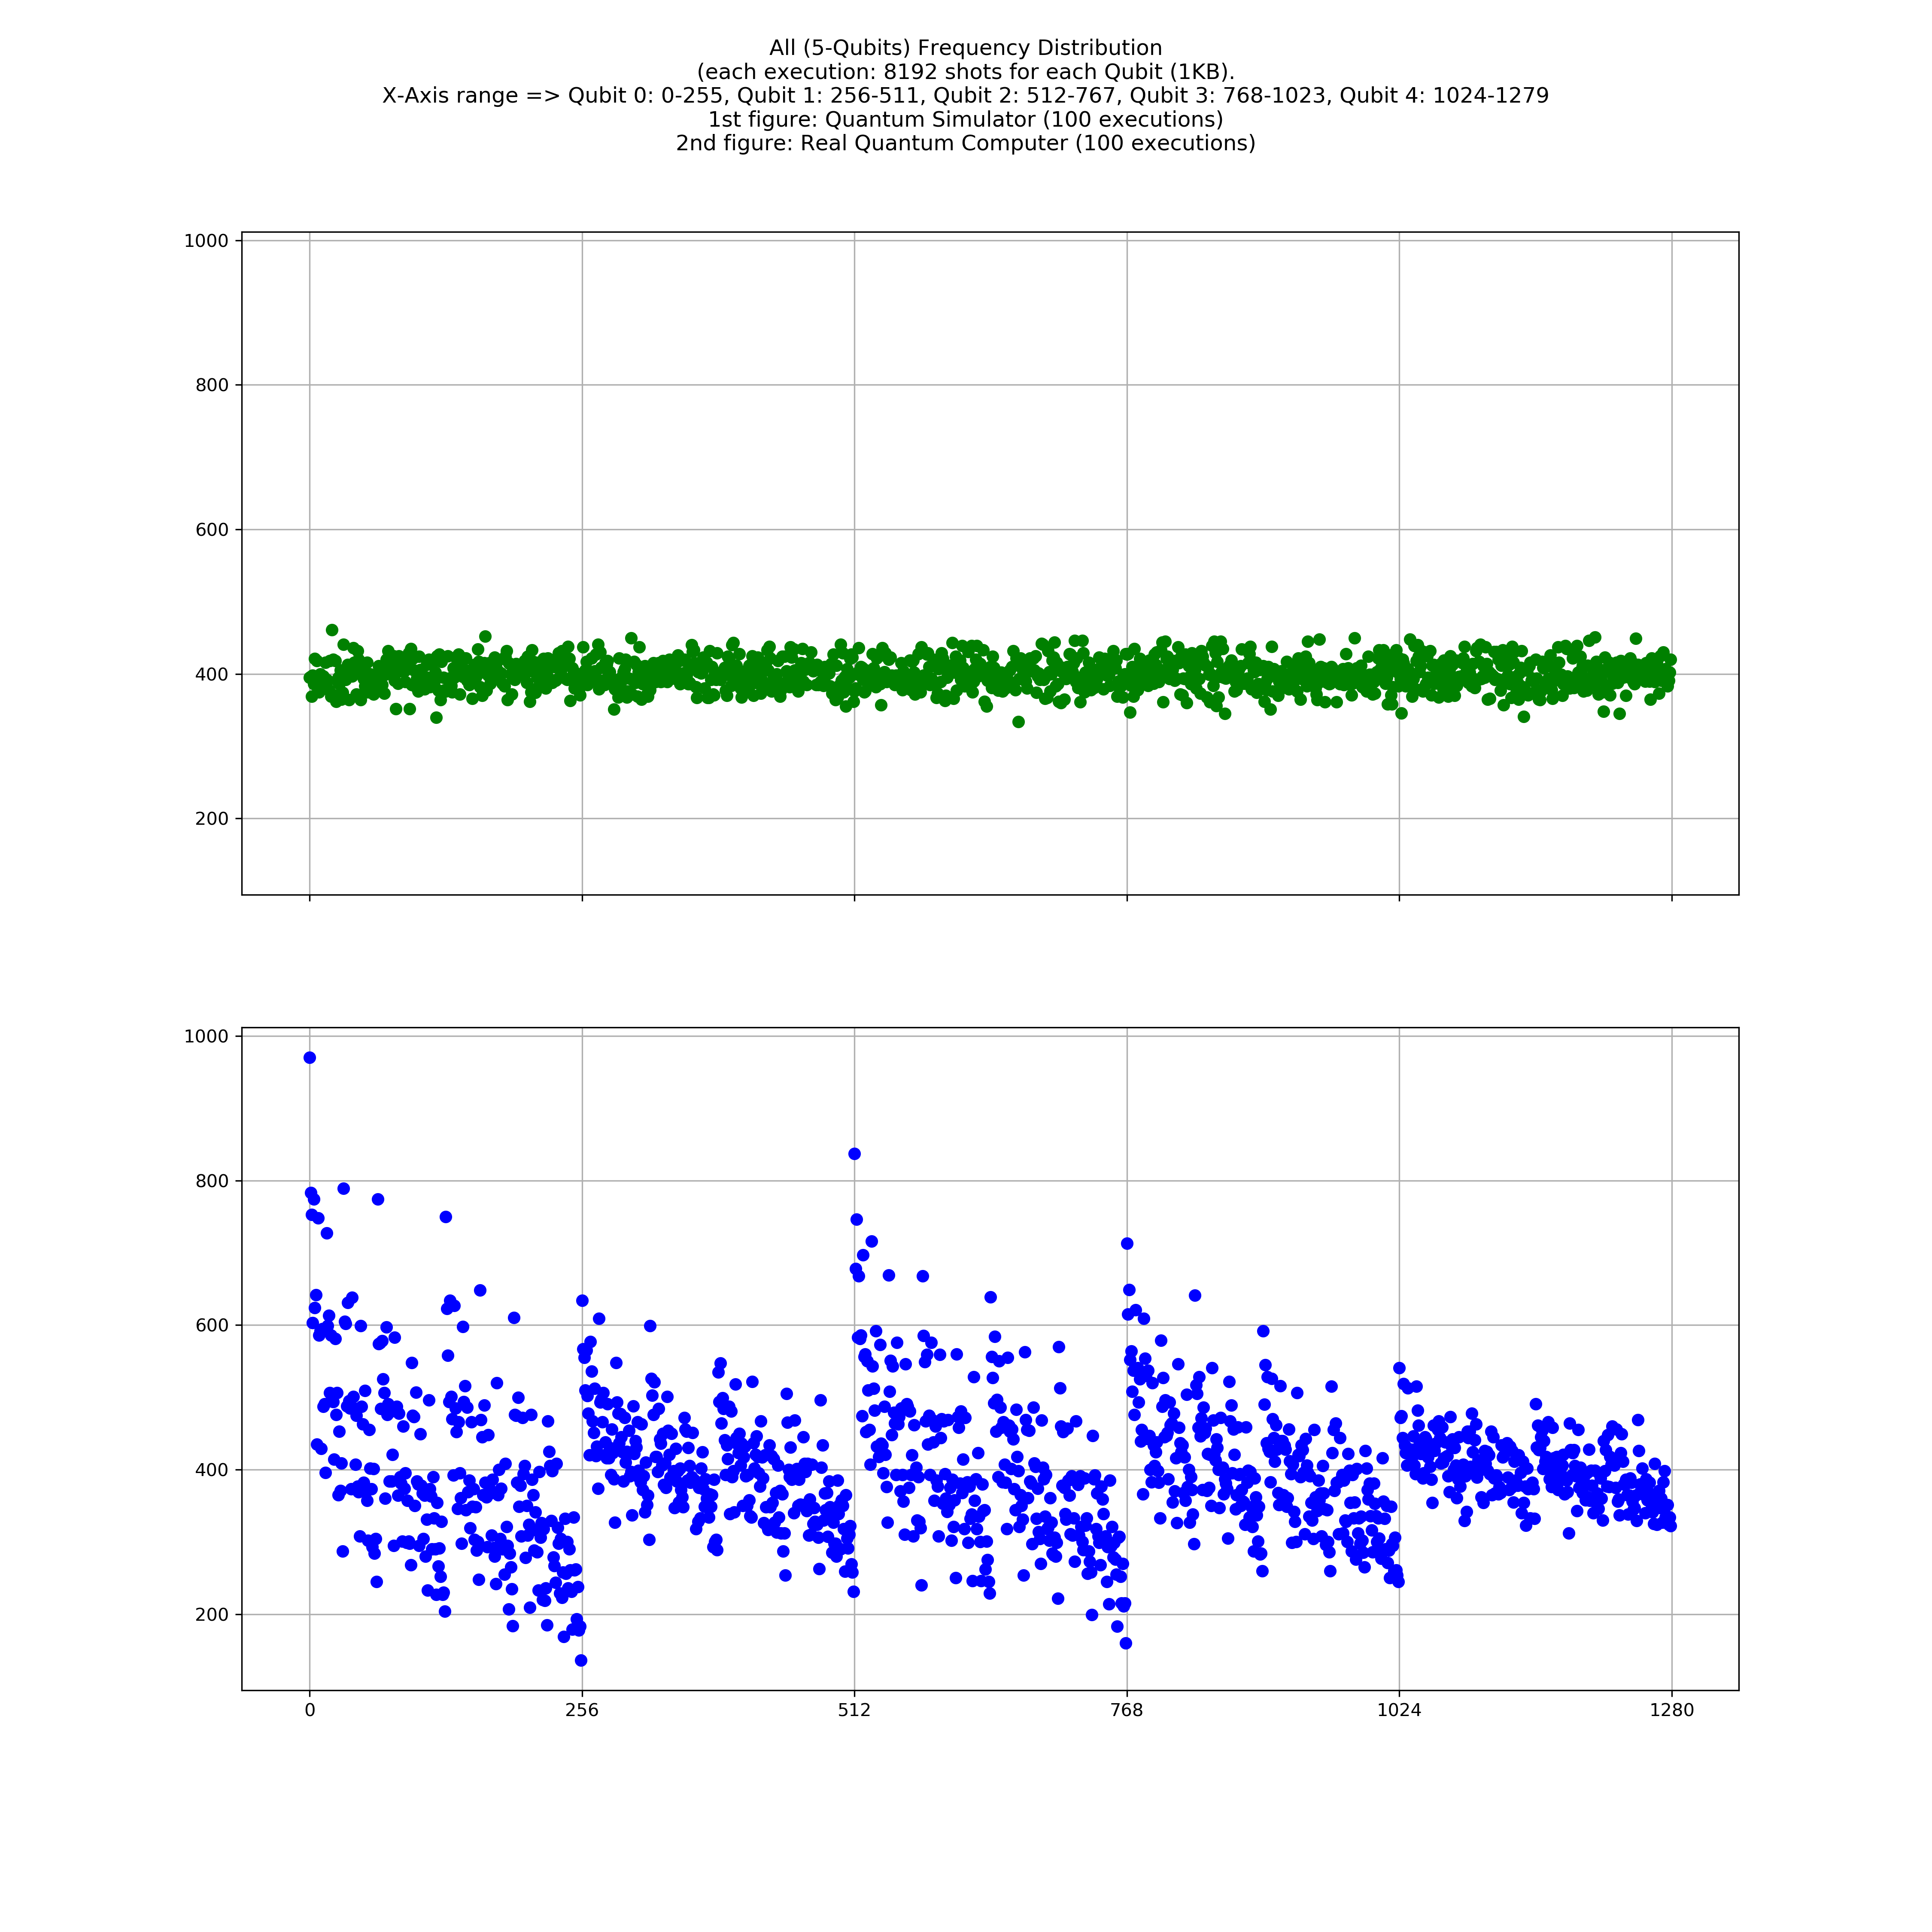 All (5-Qubits) Frequency Distribution
(each execution: 8192 shots for each Qubit (1KB).
X-Axis range => Qubit 0: 0-255, Qubit 1: 256-511, Qubit 2: 512-767, Qubit 3: 768-1023, Qubit 4: 1024-1279
1st figure: Quantum Simulator (100 executions)
2nd figure: Real Quantum Computer (100 executions)
1000
800
600
400
200
1000
800
600
400
200
0 256 512 768 1024 1280